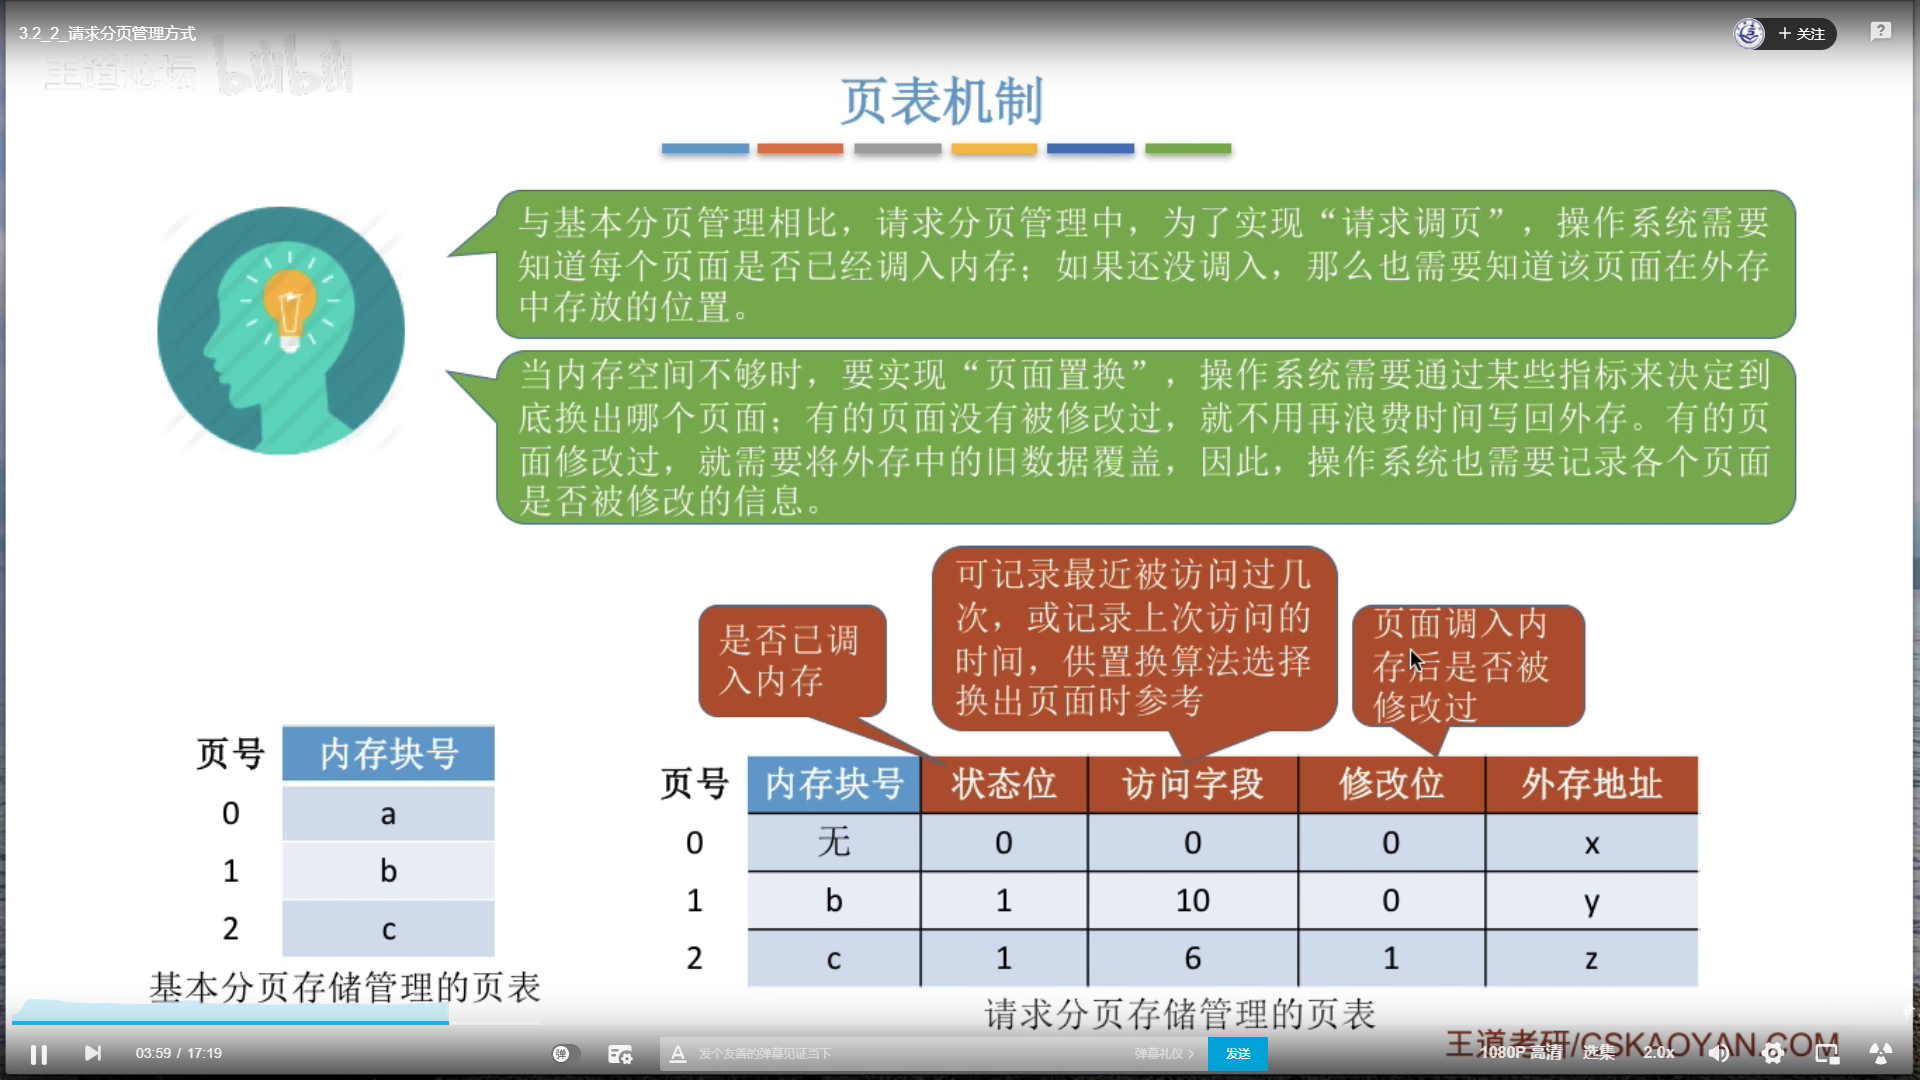 3.2_2_请求分页管理方式
+ 关注
?
王道论坛 bilibili
页表机制
与基本分页管理相比，请求分页管理中，为了实现“请求调页”，操作系统需要
知道每个页面是否已经调入内存；如果还没调入，那么也需要知道该页面在外存
中存放的位置。
当内存空间不够时，要实现“页面置换”，操作系统需要通过某些指标来决定到
底换出哪个页面；有的页面没有被修改过，就不用再浪费时间写回外存。有的页
面修改过，就需要将外存中的旧数据覆盖，因此，操作系统也需要记录各个页面
是否被修改的信息。
是否已调
入内存
可记录最近被访问过几
次，或记录上次访问的
时间，供置换算法选择
换出页面时参考
页面调入内
存后是否被
修改过
页号 内存块号
0 a
1 b
2 c
基本分页存储管理的页表
页号 内存块号 状态位 访问字段 修改位 外存地址
0 无 0 0 0 x
1 b 1 10 0 y
2 c 1 6 1 z
请求分页存储管理的页表
王道考研/CSKAOYAN.COM
03:59 / 17:19
弹
A 发个友善的弹幕见证当下
弹幕礼仪 >
发送
1080P 高清
选集
2.0x